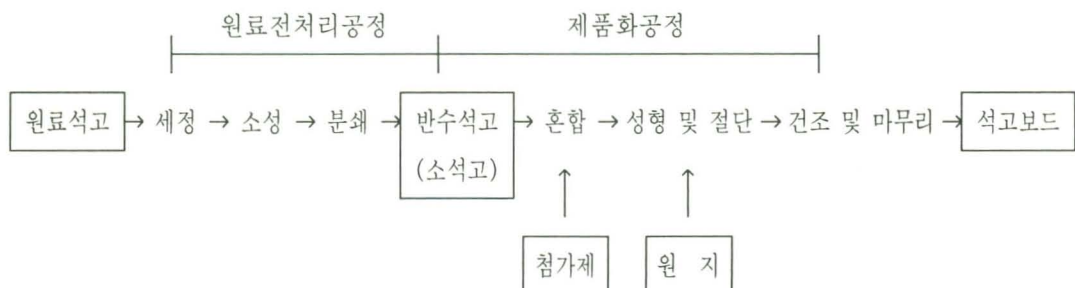 원료전처리공정 제품화공정
원료석고 → 세정 → 소성 → 분쇄 → 반수석고 → 혼합 → 성형 및 절단 → 건조 및 마무리 → 석고보드
(소석고)
첨가제 원 지